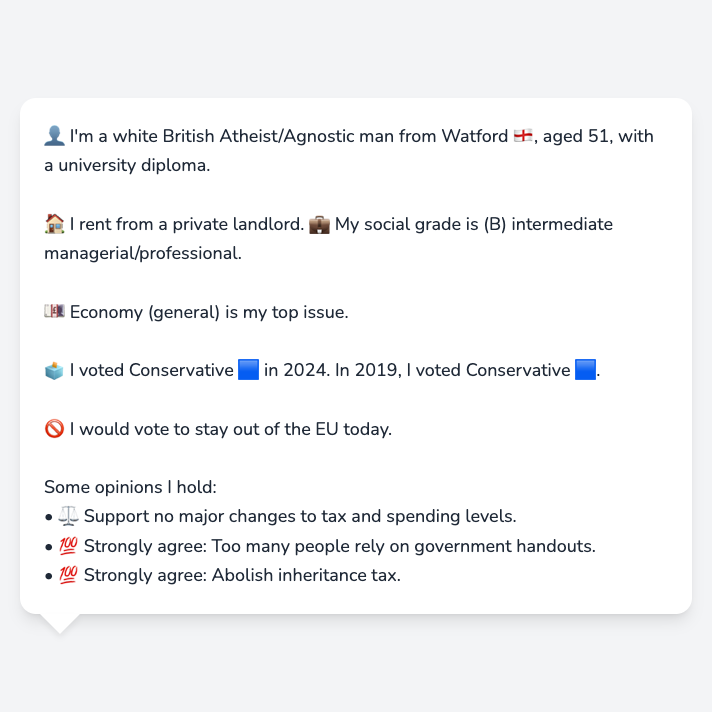 👤 I'm a white British Atheist/Agnostic man from Watford 🏴󠁧󠁢󠁥󠁮󠁧󠁿, aged 51, with
a university diploma.
🏠 I rent from a private landlord. 💼 My social grade is (B) intermediate
managerial/professional.
💷 Economy (general) is my top issue.
🗳️ I voted Conservative 🟦 in 2024. In 2019, I voted Conservative 🟦.
🚫 I would vote to stay out of the EU today.
Some opinions I hold:
• ⚖️ Support no major changes to tax and spending levels.
• 💯 Strongly agree: Too many people rely on government handouts.
• 💯 Strongly agree: Abolish inheritance tax.